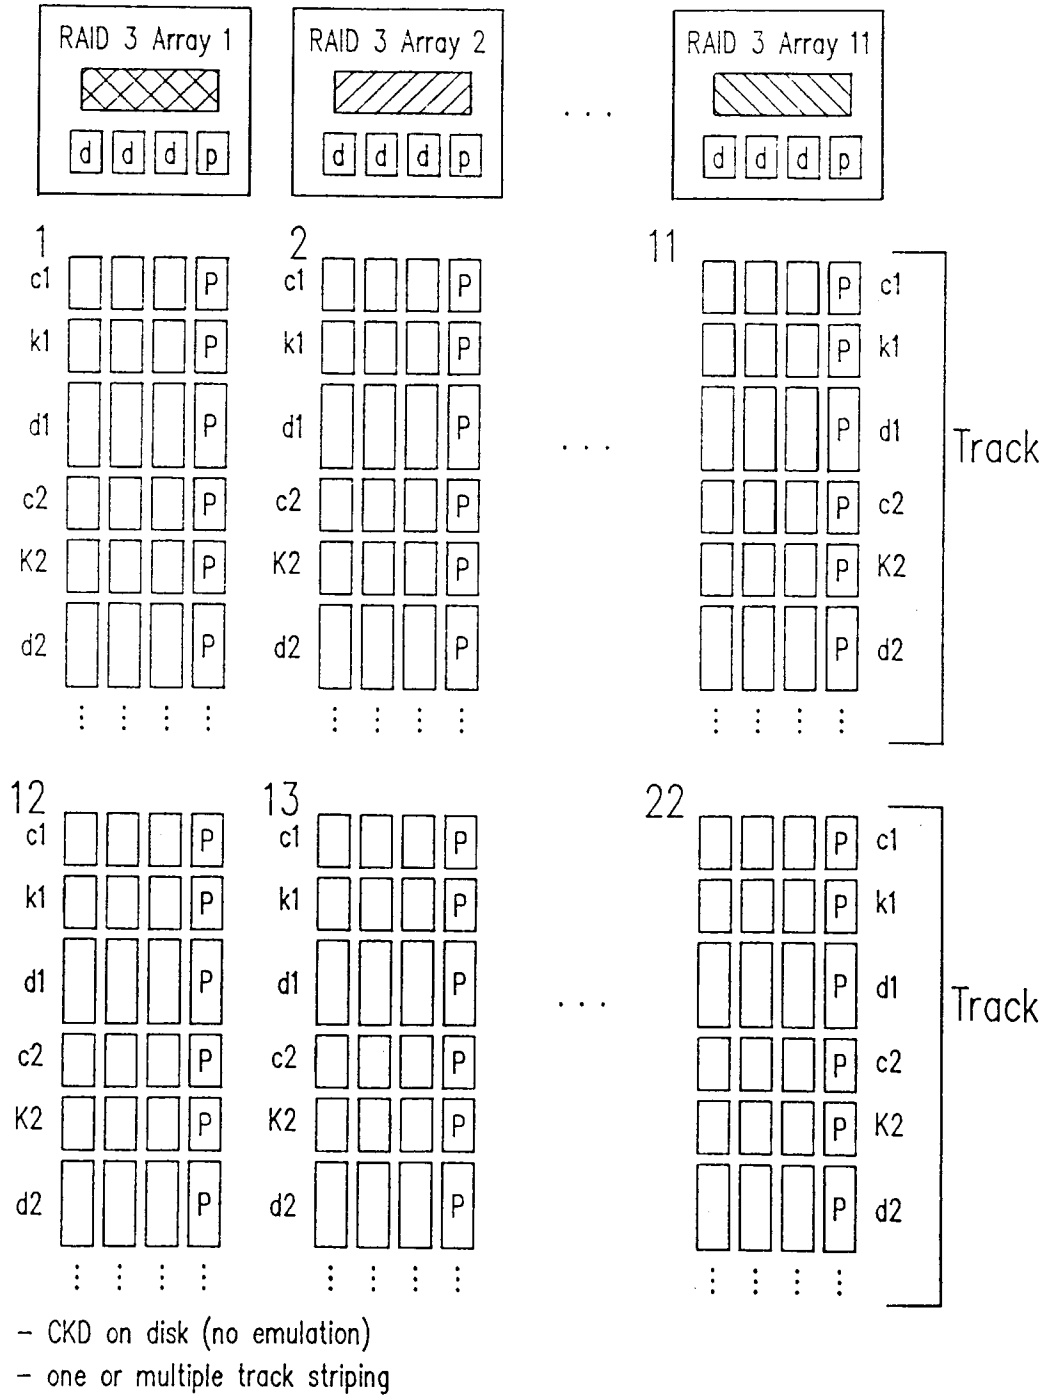 RAID 3 Array 1 RAID 3 Array 2 RAID 3 Array 11
. . .
d d d p d d d p d d d p
1 2 11
c1 P c1 P P c1
k1 P k1 P P k1
d1 P d1 P . . . P d1 Track
c2 P c2 P P c2
K2 P K2 P P K2
d2 P d2 P P d2
12 13 22
c1 P c1 P P c1
k1 P k1 P P k1
d1 P d1 P . . . P d1 Track
c2 P c2 P P c2
K2 P K2 P P K2
d2 P d2 P P d2
– CKD on disk (no emulation)
– one or multiple track striping